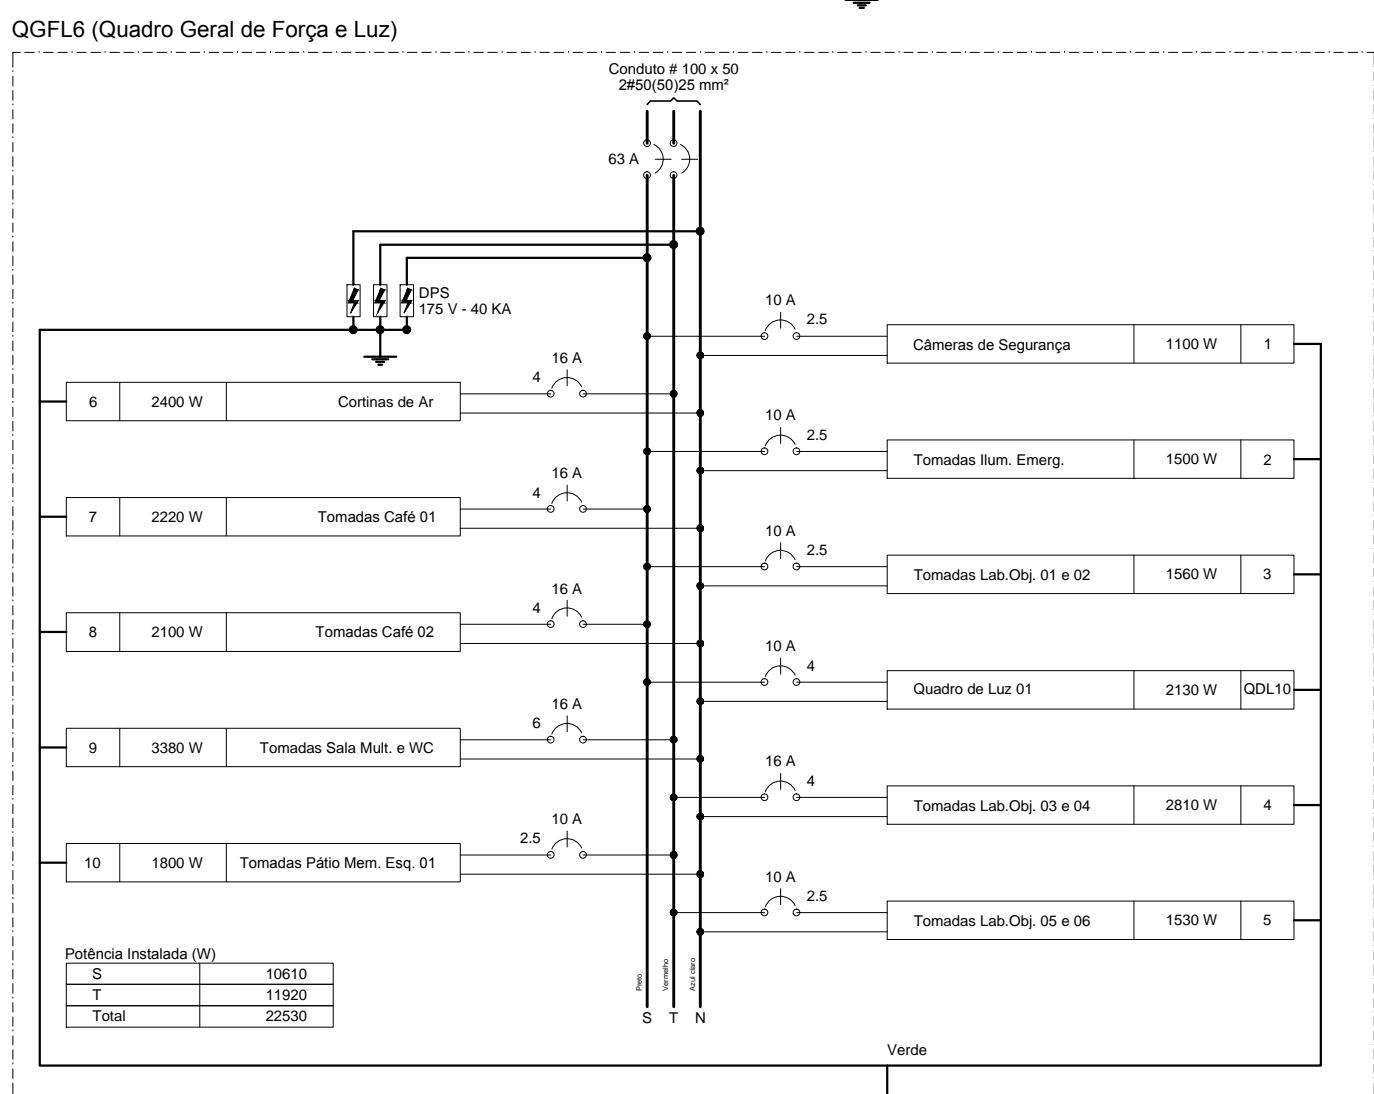 QGFL6 (Quadro Geral de Força e Luz)
Conduto # 100 x 50
2#50(50)25 mm²
63 A
DPS
175 V - 40 KA
10 A
2.5
Câmeras de Segurança 1100 W 1
16 A
4
6 2400 W Cortinas de Ar
10 A
2.5
Tomadas Ilum. Emerg. 1500 W 2
16 A
4
7 2220 W Tomadas Café 01
10 A
2.5
Tomadas Lab.Obj. 01 e 02 1560 W 3
16 A
4
8 2100 W Tomadas Café 02
10 A
4
Quadro de Luz 01 2130 W QDL10
16 A
6
9 3380 W Tomadas Sala Mult. e WC
16 A
4
Tomadas Lab.Obj. 03 e 04 2810 W 4
10 A
2.5
10 1800 W Tomadas Pátio Mem. Esq. 01
10 A
2.5
Tomadas Lab.Obj. 05 e 06 1530 W 5
Potência Instalada (W)
S 10610
T 11920
Total 22530
Preto
Vermelho
Azul claro
S T N
Verde